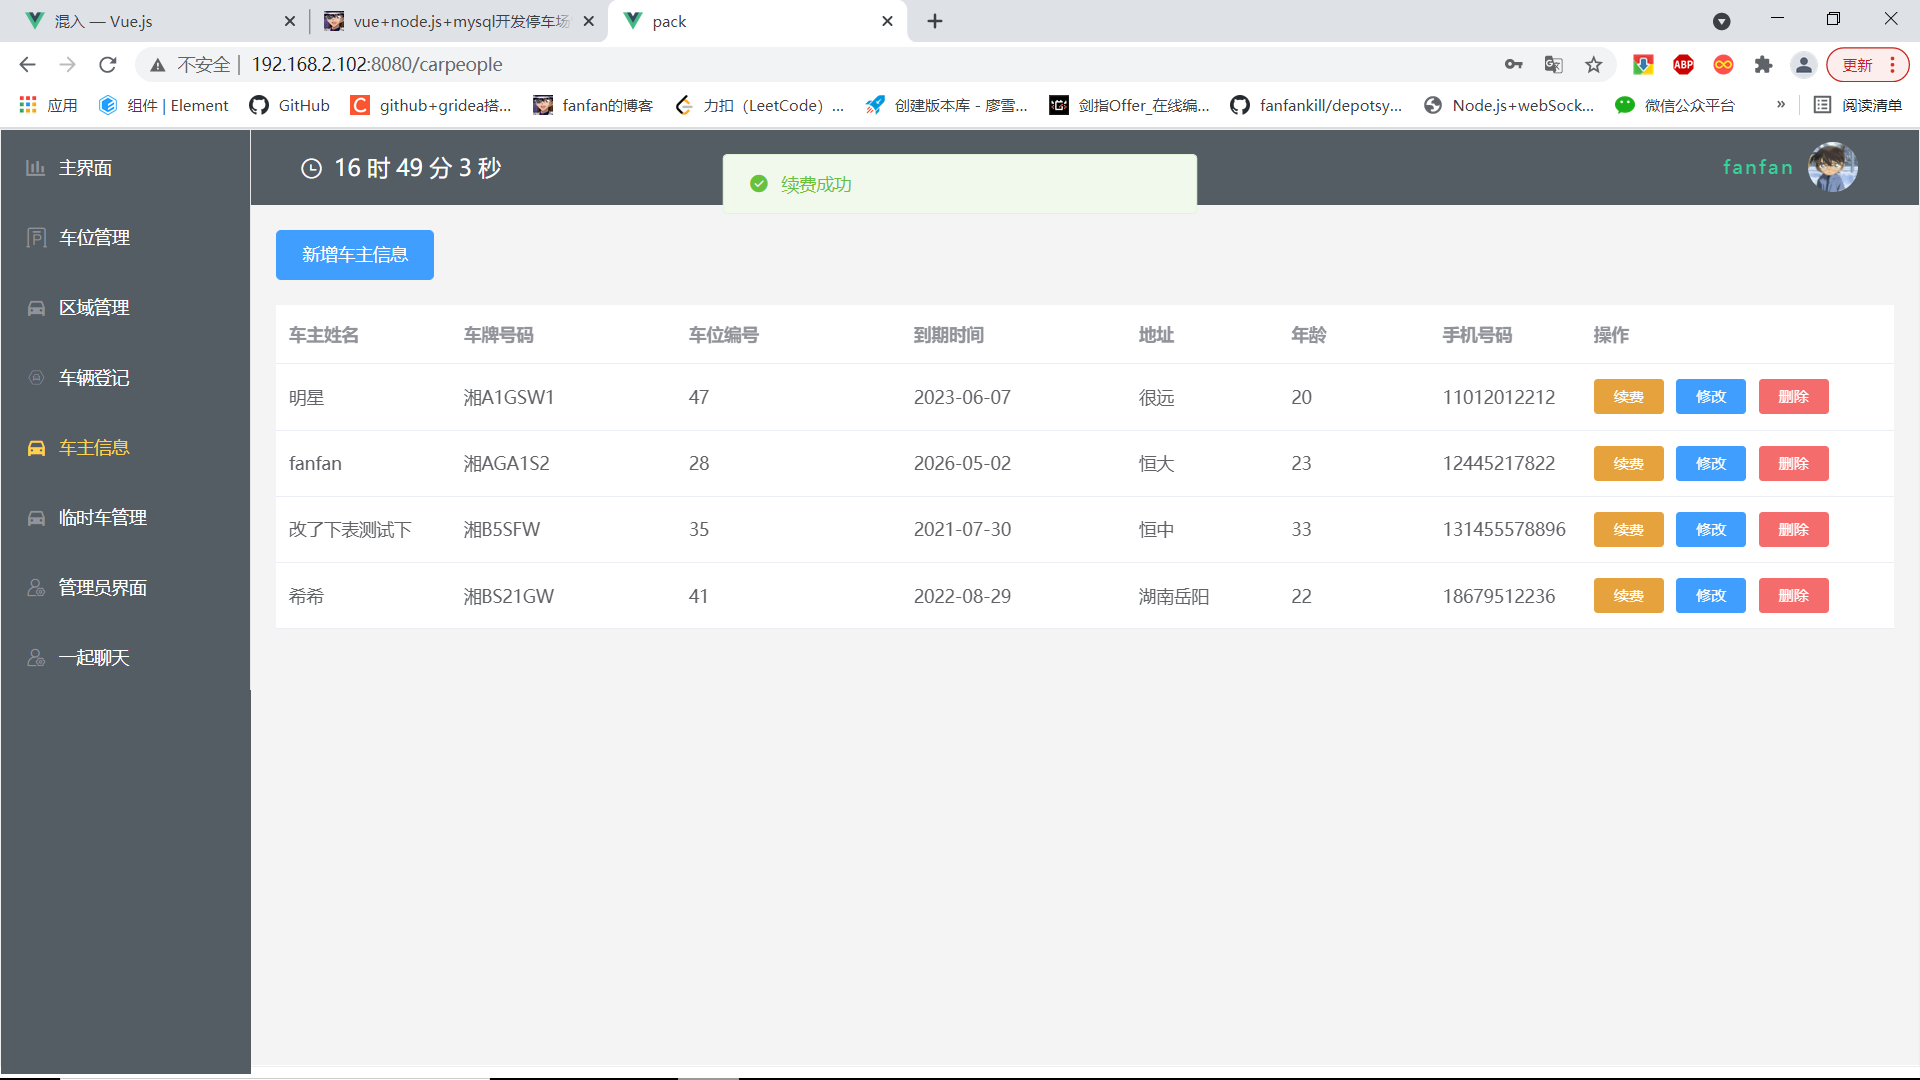 混入 — Vue.js
vue+node.js+mysql开发停车场
pack
不安全 | 192.168.2.102:8080/carpeople
更新
应用
组件 | Element
GitHub
github+gridea搭...
fanfan的博客
力扣（LeetCode）...
创建版本库 - 廖雪...
剑指Offer_在线编...
fanfankill/depotsy...
Node.js+webSock...
微信公众平台
»
阅读清单
ABP
主界面
车位管理
区域管理
车辆登记
车主信息
临时车管理
管理员界面
一起聊天
16 时 49 分 3 秒
续费成功
fanfan
新增车主信息
车主姓名 车牌号码 车位编号 到期时间 地址 年龄 手机号码 操作
明星 湘A1GSW1 47 2023-06-07 很远 20 11012012212 续费 修改 删除
fanfan 湘AGA1S2 28 2026-05-02 恒大 23 12445217822 续费 修改 删除
改了下表测试下 湘B5SFW 35 2021-07-30 恒中 33 131455578896 续费 修改 删除
希希 湘BS21GW 41 2022-08-29 湖南岳阳 22 18679512236 续费 修改 删除